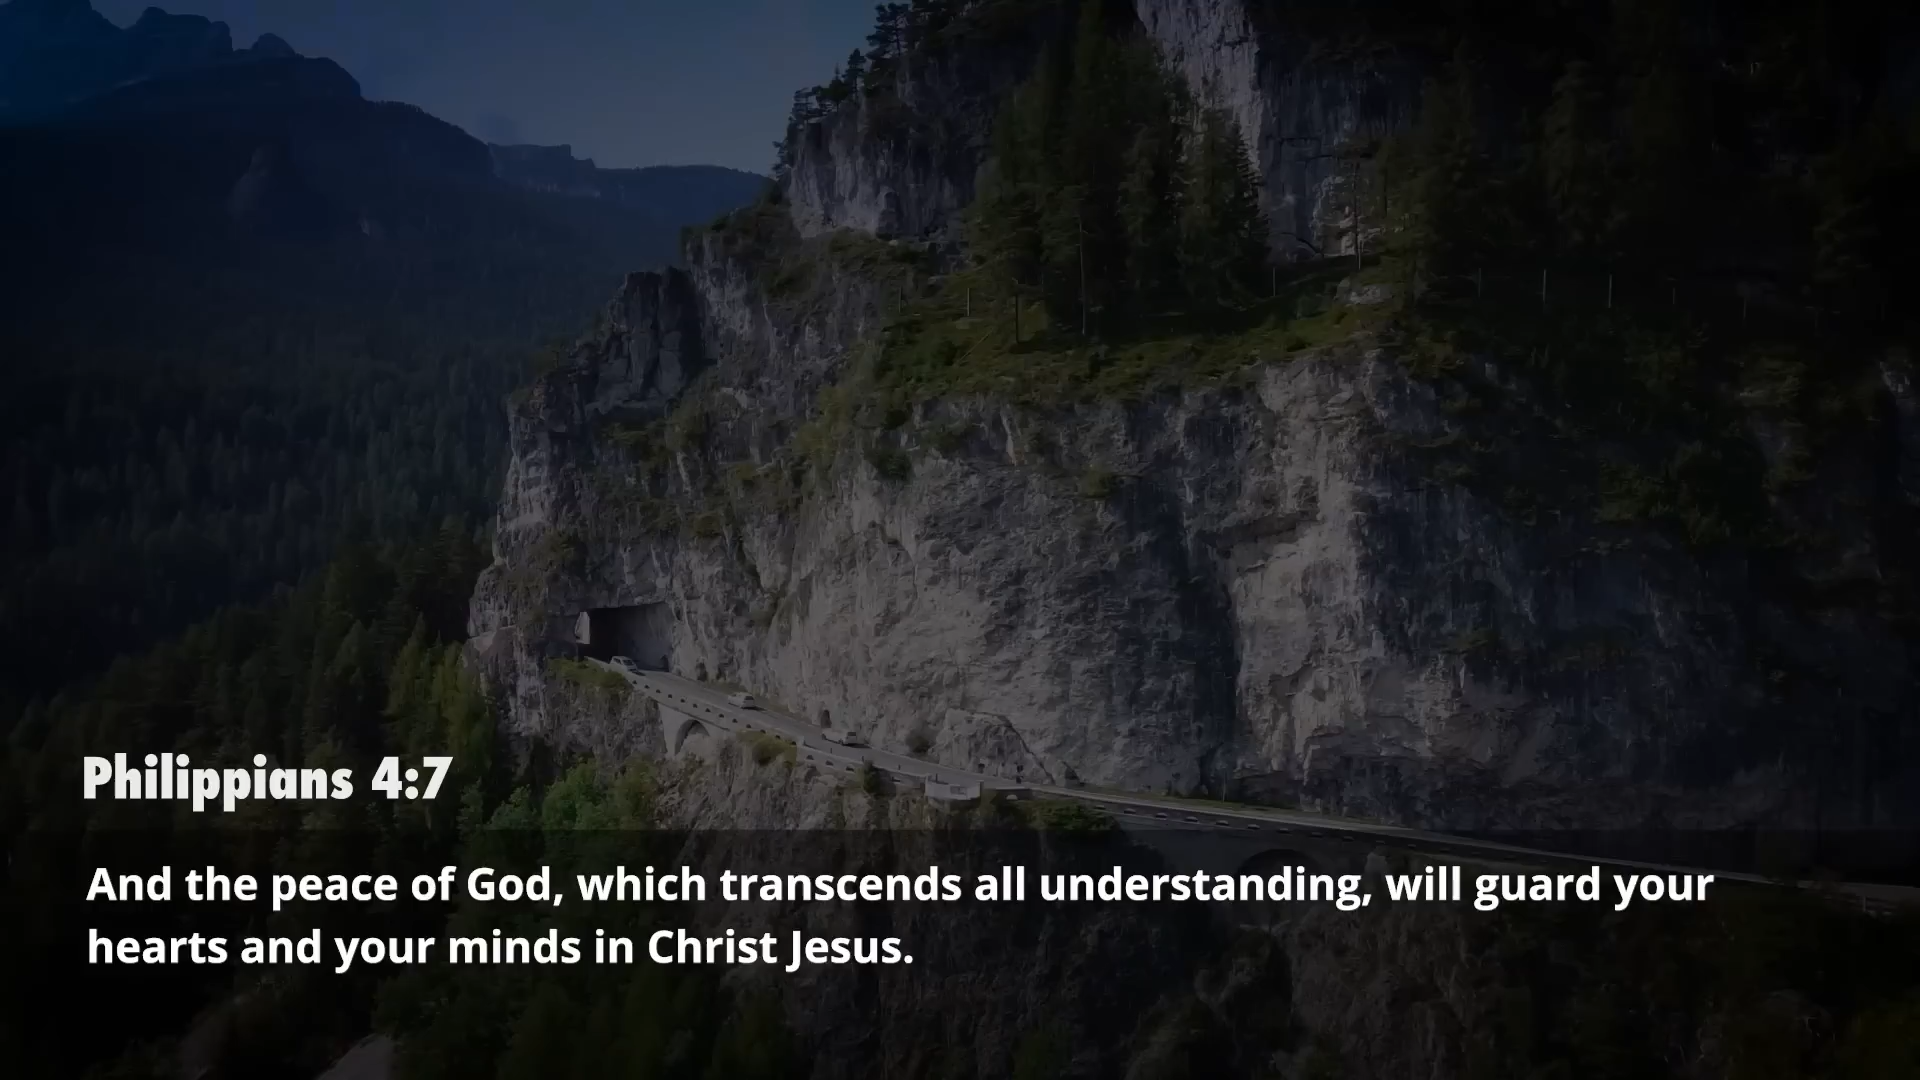 Philippians 4:7
And the peace of God, which transcends all understanding, will guard your
hearts and your minds in Christ Jesus.